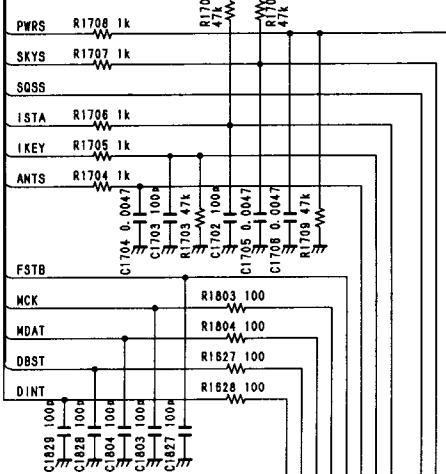 PWRS R1708 1k
47k
47k
SKYS R1707 1k
SQSS
ISTA R1706 1k
IKEY R1705 1k
ANTS R1704 1k
C1704 0.0047
C1703 100p
R1703 47k
C1702 100p
C1705 0.0047
C1706 0.0047
R1709 47k
FSTB
MCK R1803 100
MDAT R1804 100
DBST R1627 100
DINT R1628 100
C1829 100p
C1828 100p
C1804 100p
C1803 100p
C1827 100p